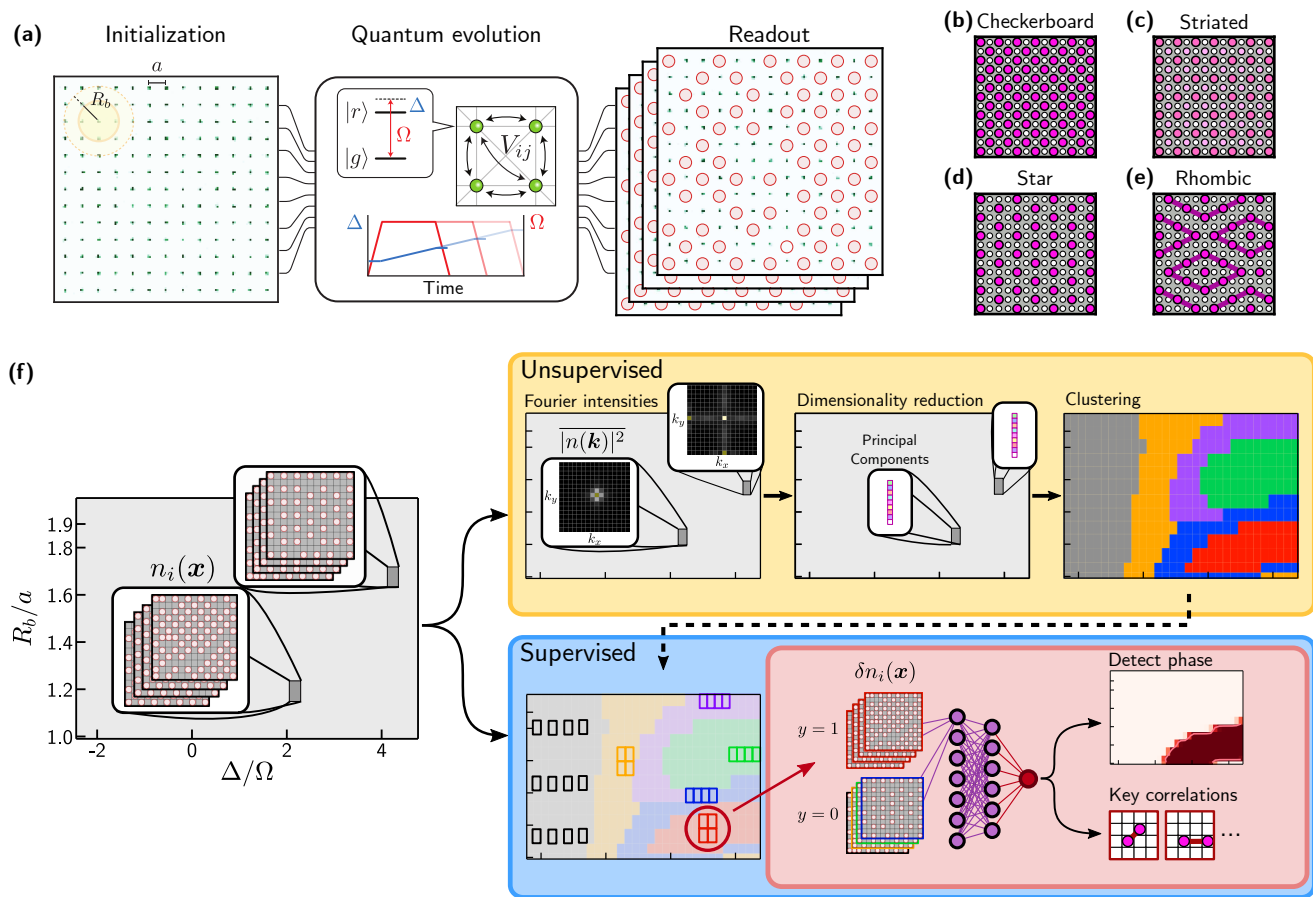 (a)
Initialization
Quantum evolution
Readout
a
R_b
|r⟩
|g⟩
Δ
Ω
V_{ij}
Δ
Ω
Time
(b) Checkerboard
(c) Striated
(d) Star
(e) Rhombic
(f)
n_i(x)
R_b/a
1.9
1.8
1.6
1.4
1.2
1.0
−2
0
2
4
Δ/Ω
Unsupervised
Fourier intensities
|n(k)|²
k_y
k_x
k_y
k_x
Dimensionality reduction
Principal
Components
Clustering
Supervised
δn_i(x)
y = 1
y = 0
Detect phase
Key correlations
...